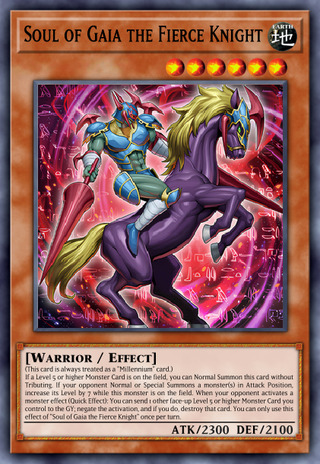 Soul of Gaia the Fierce Knight
EARTH
地
[Warrior / Effect]
(This card is always treated as a "Millennium" card.)
If a Level 5 or higher Monster Card is on the field, you can Normal Summon this card without
Tributing. If your opponent Normal or Special Summons a monster(s) in Attack Position,
increase its Level by 7 while this monster is on the field. When your opponent activates a
monster effect (Quick Effect): You can send 1 other face-up Level 5 or higher Monster Card you
control to the GY; negate the activation, and if you do, destroy that card. You can only use this
effect of "Soul of Gaia the Fierce Knight" once per turn.
ATK/2300 DEF/2100